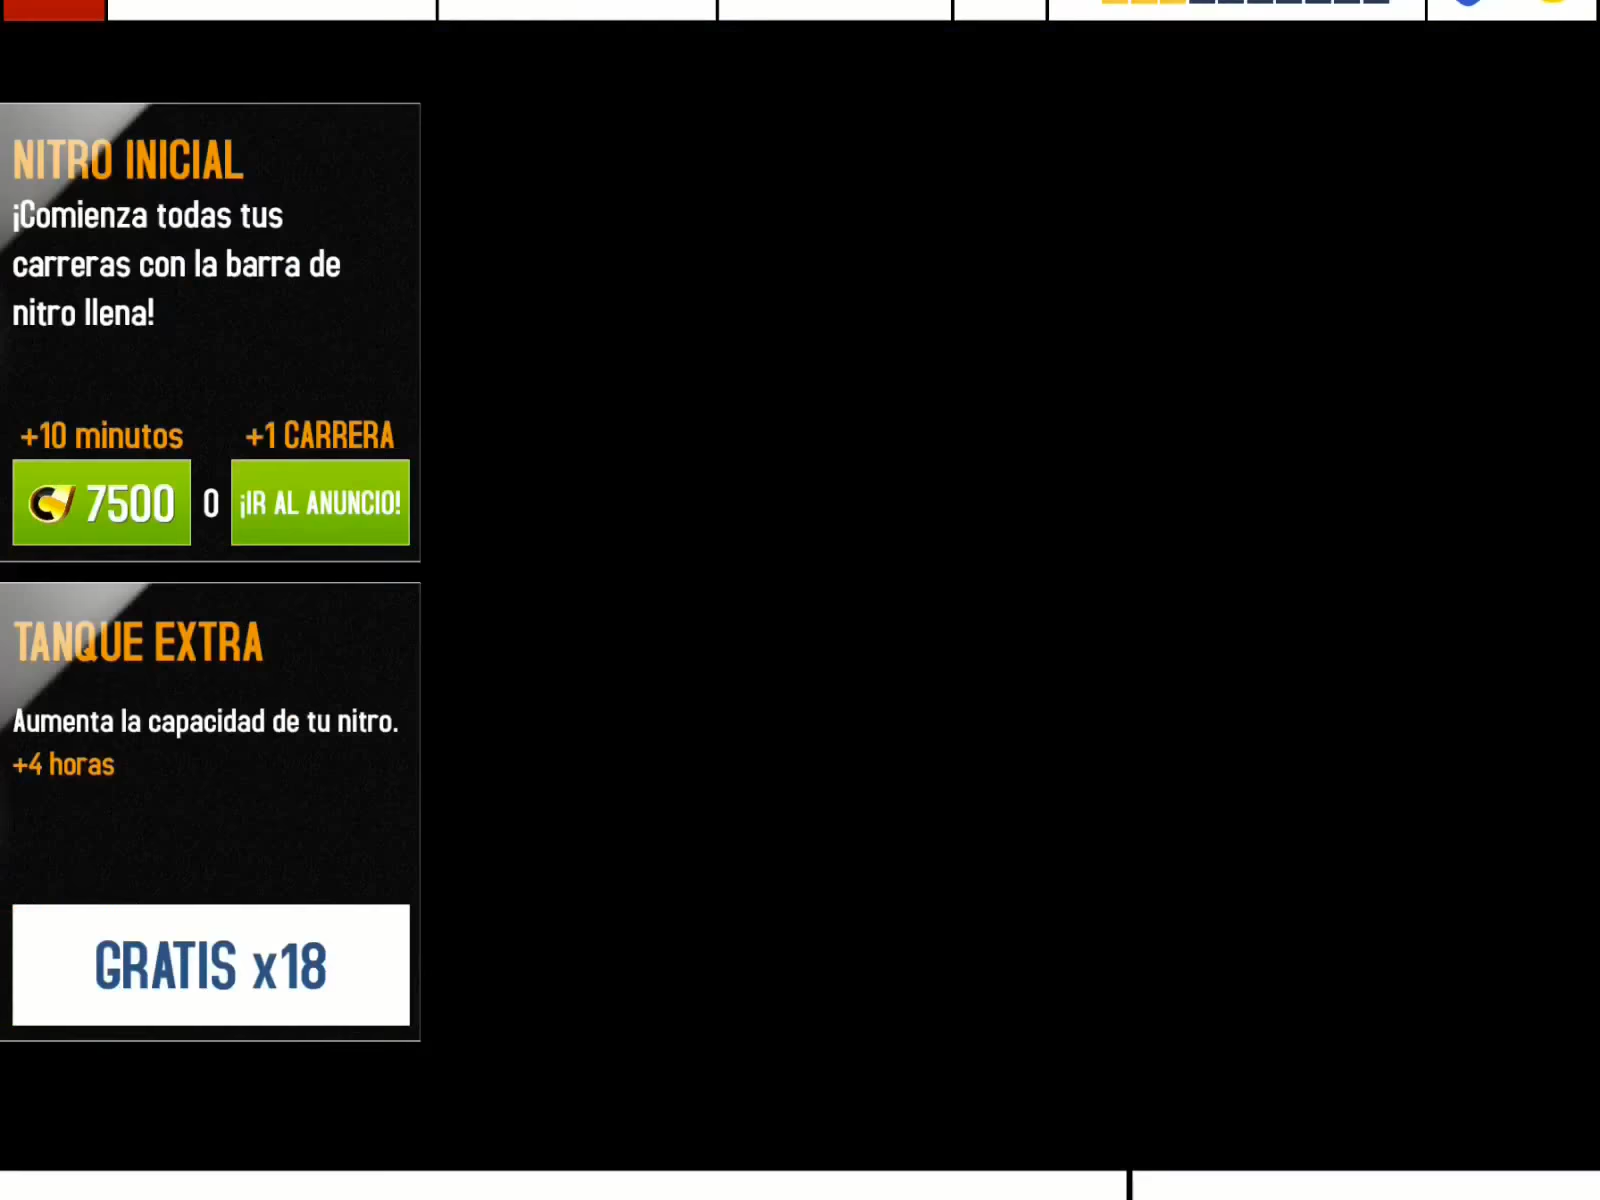 NITRO INICIAL
¡Comienza todas tus
carreras con la barra de
nitro llena!
+10 minutos
+1 CARRERA
7500
O
¡IR AL ANUNCIO!
TANQUE EXTRA
Aumenta la capacidad de tu nitro.
+4 horas
GRATIS x18